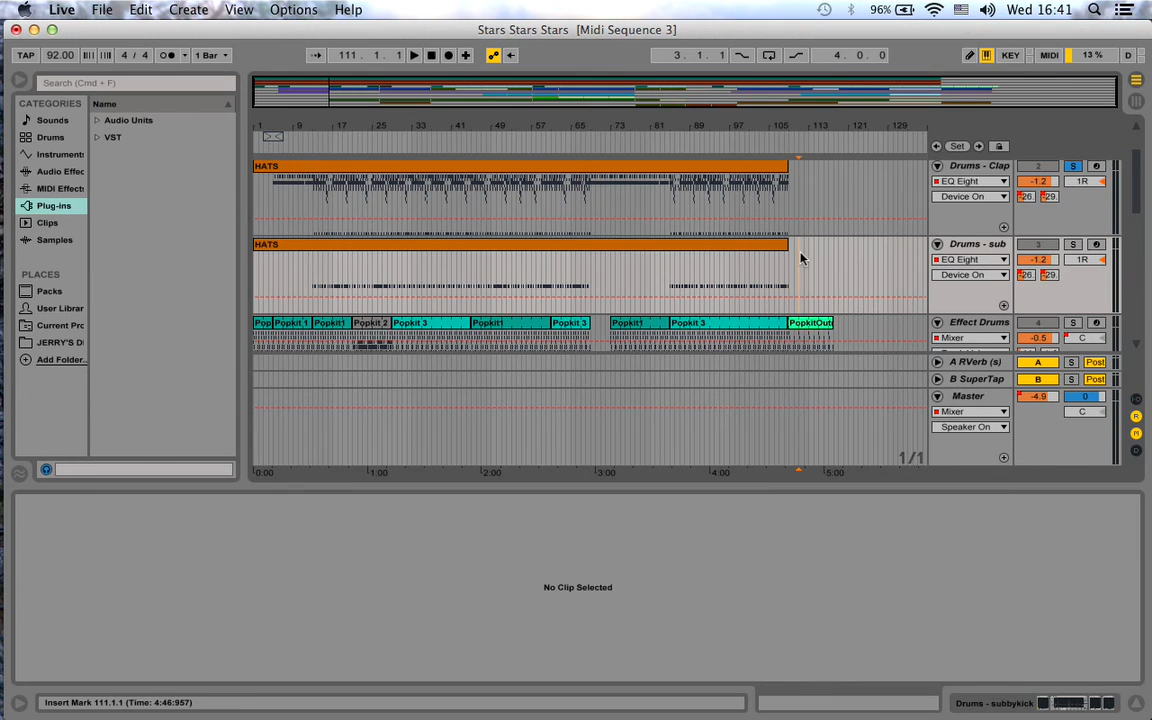 Live File Edit Create View Options Help 96% Wed 16:41
Stars Stars Stars [Midi Sequence 3]
TAP 92.00 4 / 4 1 Bar 111. 1. 1 3. 1. 1 4. 0. 0 KEY MIDI 13 % D
Search (Cmd + F)
CATEGORIES Name
Sounds Audio Units
Drums VST
Instruments
Audio Effec
MIDI Effects
Plug-ins
Clips
Samples
PLACES
Packs
User Library
Current Pro
JERRY'S DI
Add Folder..
1 9 17 25 33 41 49 57 65 73 81 89 97 105 113 121 129
Set
HATS Drums - Clap 2 S
EQ Eight -1.2 1R
Device On -26. -29.
HATS Drums - sub 3 S
EQ Eight -1.2 1R
Device On -26. -29.
Pop Popkit 1 Popkit1 Popkit 2 Popkit 3 Popkit1 Popkit 3 Popkit1 Popkit 3 PopkitOutr Effect Drums 4 S
Mixer -0.5 C
A RVerb (s) A S Post
B SuperTap B S Post
Master -4.9 0
Mixer C
Speaker On
1/1
0:00 1:00 2:00 3:00 4:00 5:00
No Clip Selected
Insert Mark 111.1.1 (Time: 4:46:957) Drums - subbykick